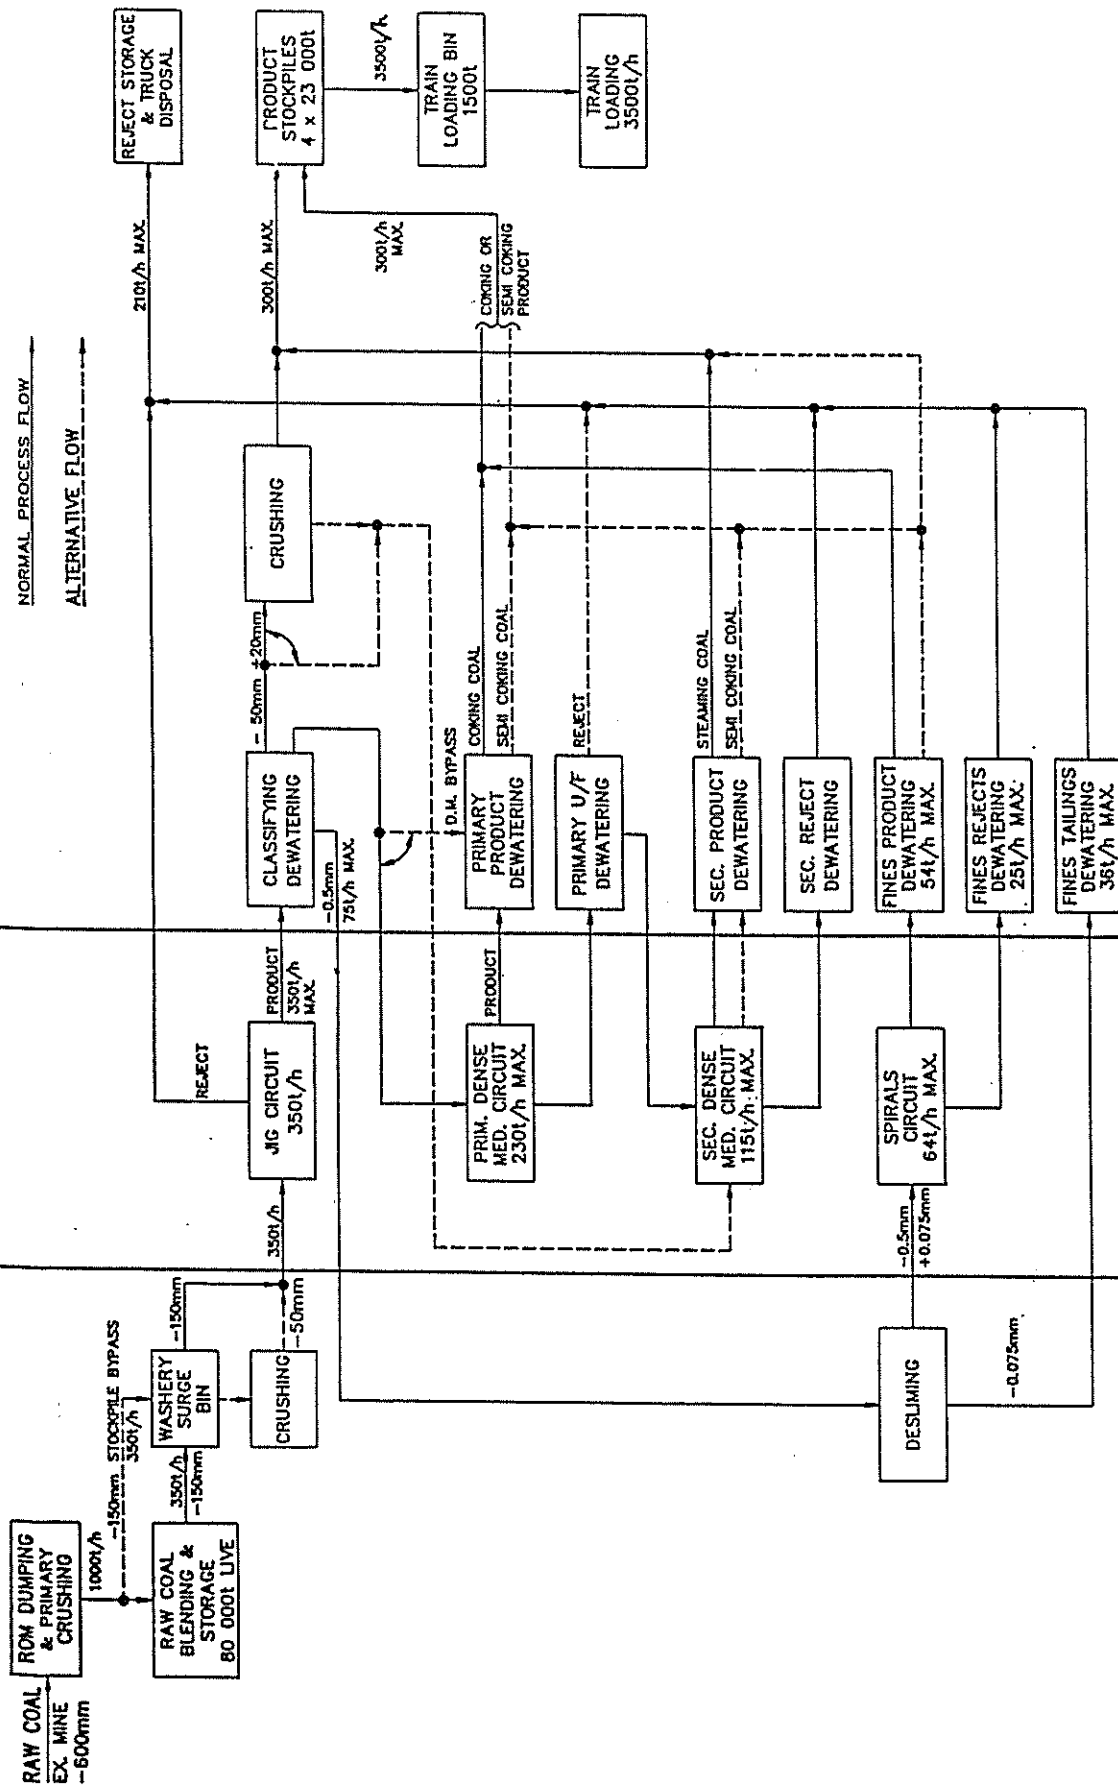 NORMAL PROCESS FLOW
ALTERNATIVE FLOW
RAW COAL
EX. MINE
-600mm
ROM DUMPING
& PRIMARY
CRUSHING
1000t/h
-150mm STOCKPILE BYPASS
350t/h
RAW COAL
BLENDING &
STORAGE
80 000t LIVE
350t/h
-150mm
WASHERY
SURGE
BIN
-150mm
CRUSHING
-50mm
350t/h
JIG CIRCUIT
350t/h
REJECT
PRODUCT
350t/h
MAX.
CLASSIFYING
DEWATERING
-0.5mm
75t/h MAX.
- 50mm +20mm
CRUSHING
D.M. BYPASS
PRIM. DENSE
MED. CIRCUIT
230t/h MAX.
PRODUCT
PRIMARY
PRODUCT
DEWATERING
COKING COAL
SEMI COKING COAL
PRIMARY U/F
DEWATERING
REJECT
SEC. DENSE
MED. CIRCUIT
115t/h MAX.
SEC. PRODUCT
DEWATERING
STEAMING COAL
SEMI COKING COAL
SEC. REJECT
DEWATERING
DESLIMING
-0.5mm
+0.075mm
-0.075mm
SPIRALS
CIRCUIT
64t/h MAX.
FINES PRODUCT
DEWATERING
54t/h MAX.
FINES REJECTS
DEWATERING
25t/h MAX.
FINES TAILINGS
DEWATERING
36t/h MAX.
COKING OR
SEMI COKING
PRODUCT
210t/h MAX.
300t/h MAX.
300t/h
MAX.
REJECT STORAGE
& TRUCK
DISPOSAL
PRODUCT
STOCKPILES
4 x 23 000t
3500t/h
TRAIN
LOADING BIN
1500t
TRAIN
LOADING
3500t/h